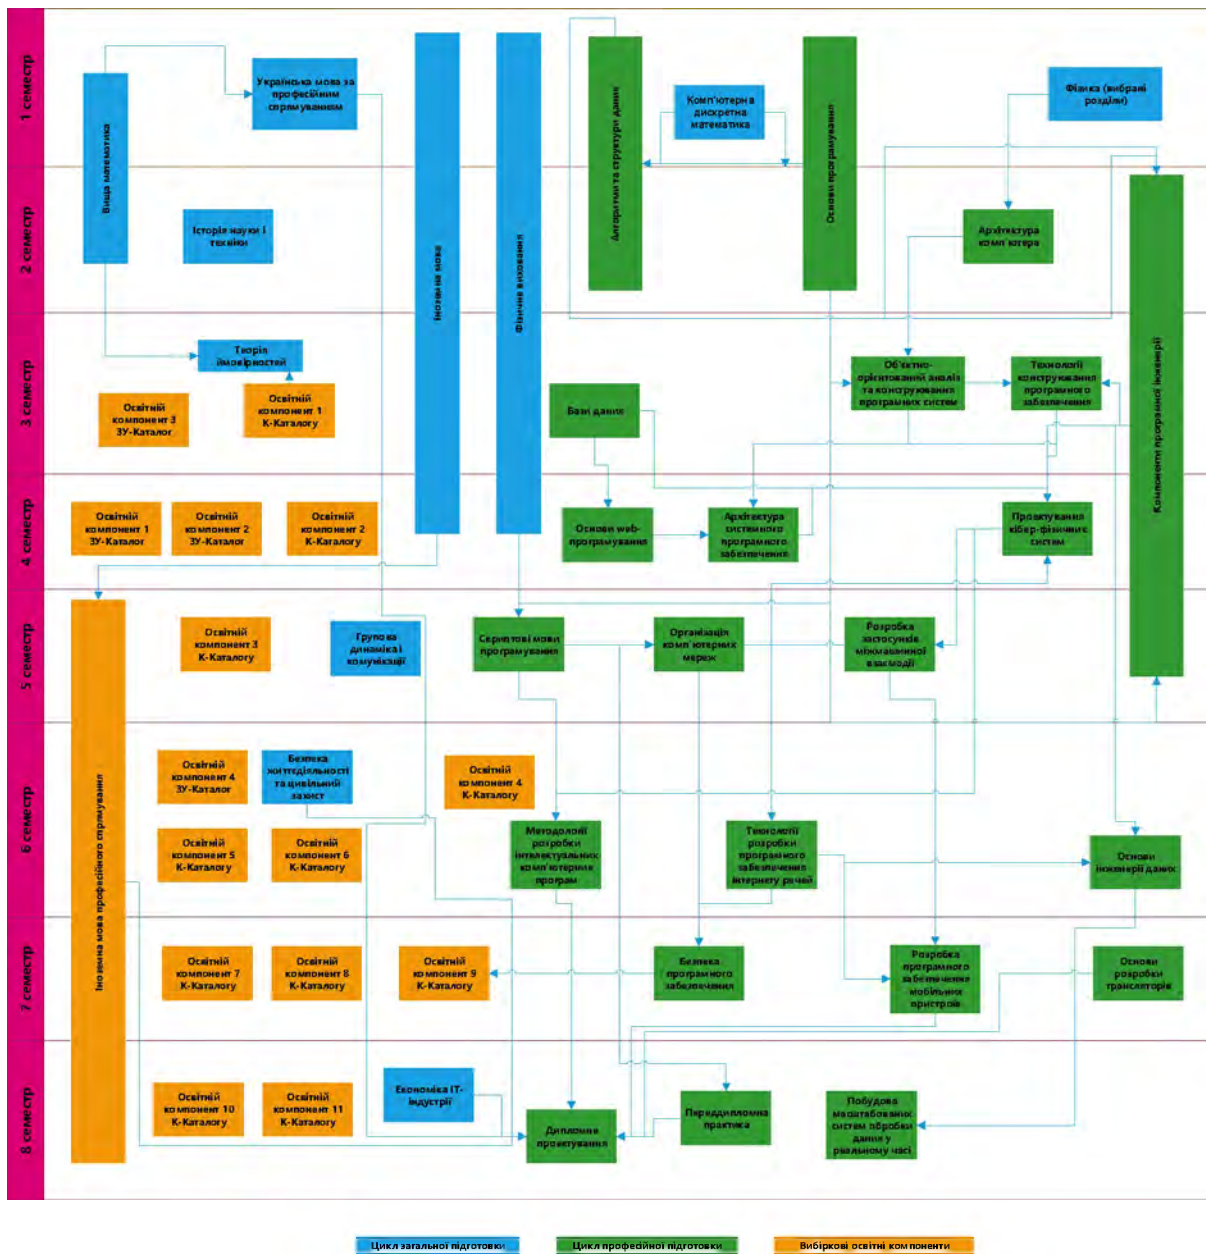 1 семестр
Вища математика
Українська мова за
професійним
спрямуванням
Іноземна мова
Фізичне виховання
Алгоритми та структури даних
Комп'ютерна
дискретна
математика
Основи програмування
Фізика (вибрані
розділи)
2 семестр
Історія науки і
техніки
Архітектура
комп'ютера
Компоненти програмної інженерії
3 семестр
Теорія
ймовірностей
Освітній
компонент 3
ЗУ-Каталог
Освітній
компонент 1
К-Каталогу
Бази даних
Об'єктно-
орієнтований аналіз
та конструювання
програмних систем
Технології
конструювання
програмного
забезпечення
4 семестр
Освітній
компонент 1
ЗУ-Каталог
Освітній
компонент 2
ЗУ-Каталог
Освітній
компонент 2
К-Каталогу
Основи web-
програмування
Архітектура
системного
програмного
забезпечення
Проектування
кібер-фізичних
систем
5 семестр
Іноземна мова професійного спрямування
Освітній
компонент 3
К-Каталогу
Групова
динаміка і
комунікації
Скриптові мови
програмування
Організація
комп'ютерних
мереж
Розробка
застосунків
міжмашинної
взаємодії
6 семестр
Освітній
компонент 4
ЗУ-Каталог
Безпека
життєдіяльності
та цивільний
захист
Освітній
компонент 4
К-Каталогу
Освітній
компонент 5
К-Каталогу
Освітній
компонент 6
К-Каталогу
Методології
розробки
інтелектуальних
комп'ютерних
програм
Технології
розробки
програмного
забезпечення
інтернету речей
Основи
інженерії даних
7 семестр
Освітній
компонент 7
К-Каталогу
Освітній
компонент 8
К-Каталогу
Освітній
компонент 9
К-Каталогу
Безпека
програмного
забезпечення
Розробка
програмного
забезпечення
мобільних
пристроїв
Основи
розробки
трансляторів
8 семестр
Освітній
компонент 10
К-Каталогу
Освітній
компонент 11
К-Каталогу
Економіка ІТ-
індустрії
Дипломне
проектування
Переддипломна
практика
Побудова
масштабованих
систем обробки
даних у
реальному часі
Цикл загальної підготовки
Цикл професійної підготовки
Вибіркові освітні компоненти